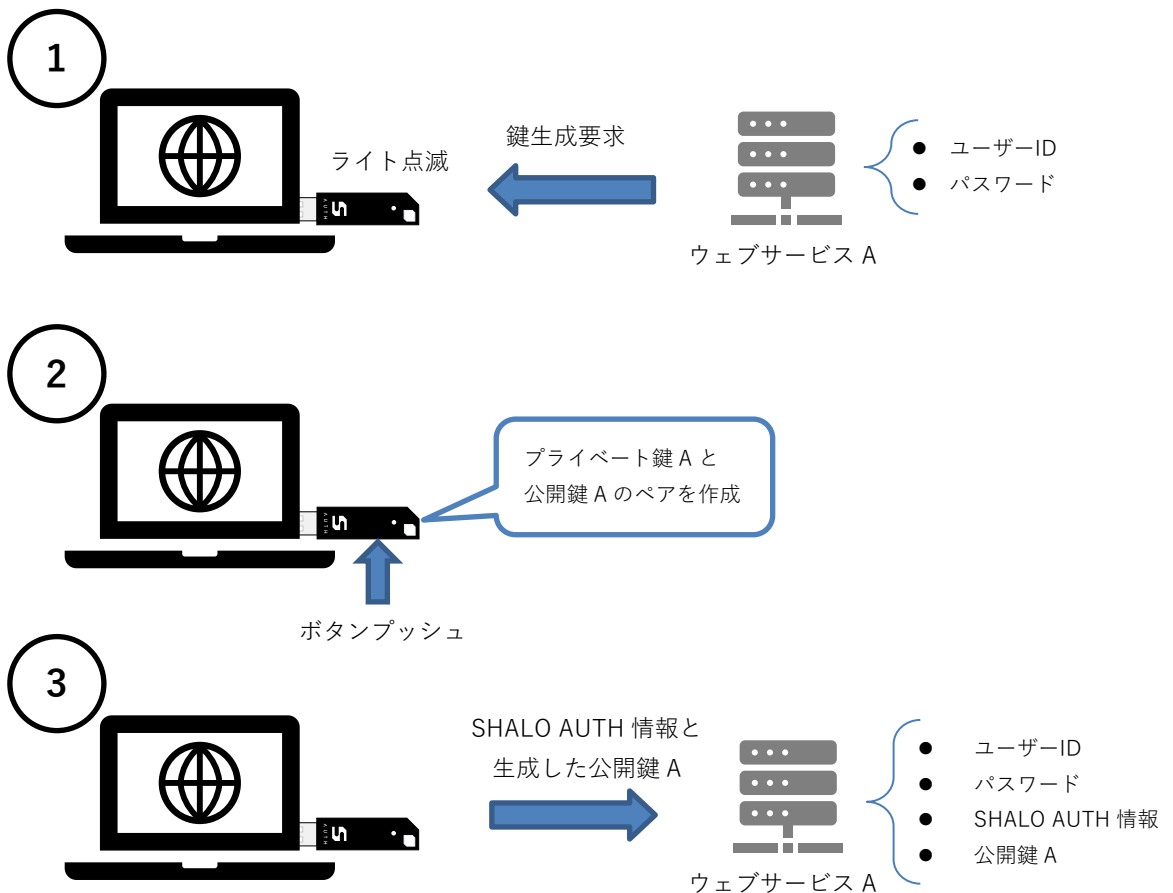 1
ライト点滅
鍵生成要求
ユーザーID
パスワード
AUTH
S
ウェブサービス A
2
プライベート鍵 A と
公開鍵 A のペアを作成
AUTH
S
ボタンプッシュ
3
SHALO AUTH 情報と
生成した公開鍵 A
ユーザーID
パスワード
SHALO AUTH 情報
公開鍵 A
AUTH
S
ウェブサービス A